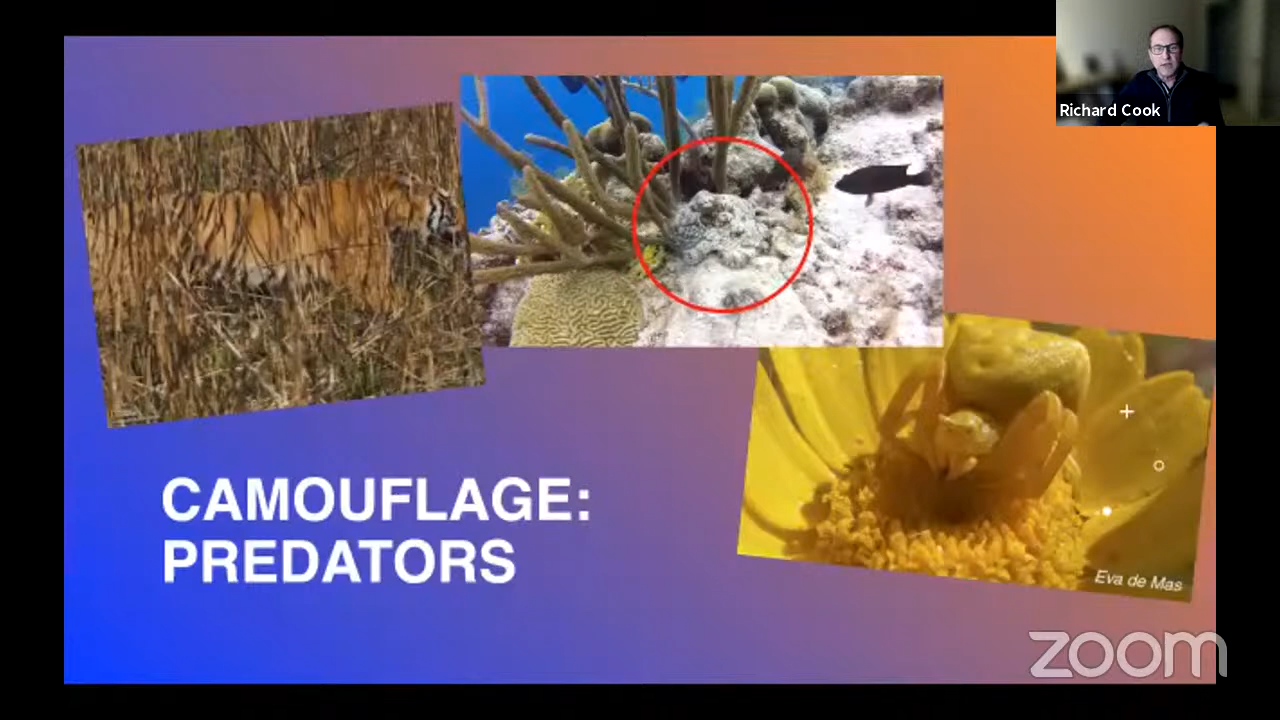 Richard Cook
CAMOUFLAGE:
PREDATORS
Eva de Mas
zoom